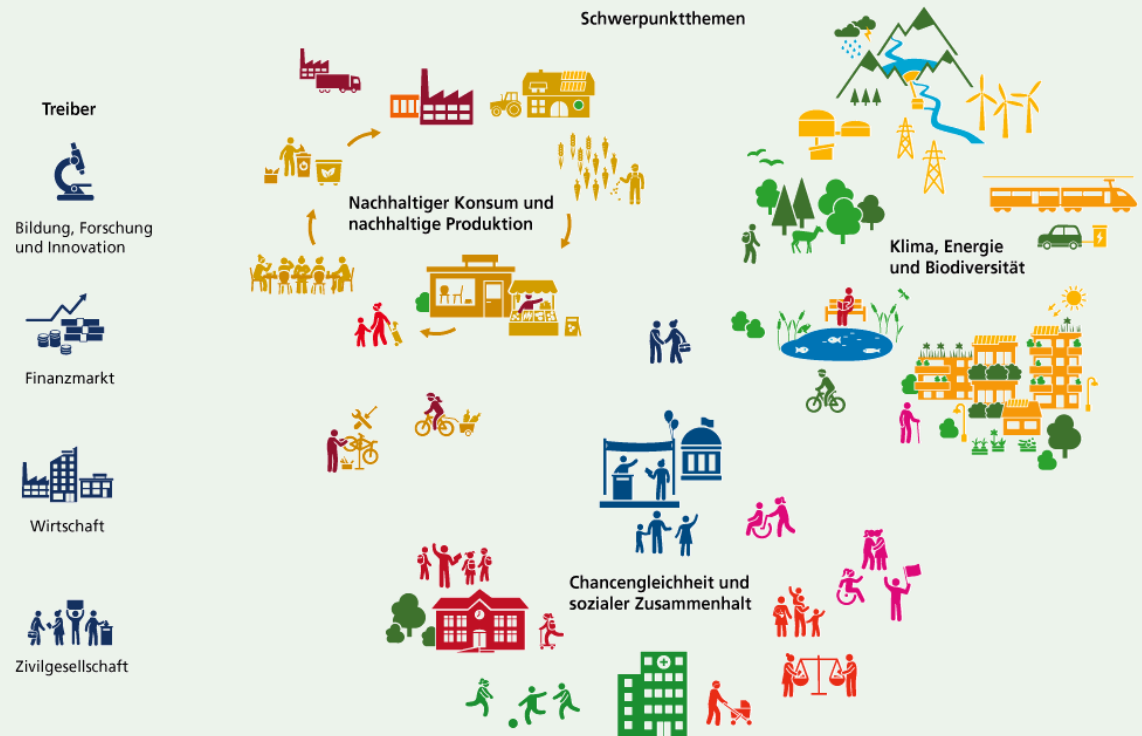 Schwerpunktthemen
Treiber
Bildung, Forschung
und Innovation
Finanzmarkt
Wirtschaft
Zivilgesellschaft
Nachhaltiger Konsum und
nachhaltige Produktion
Klima, Energie
und Biodiversität
Chancengleichheit und
sozialer Zusammenhalt